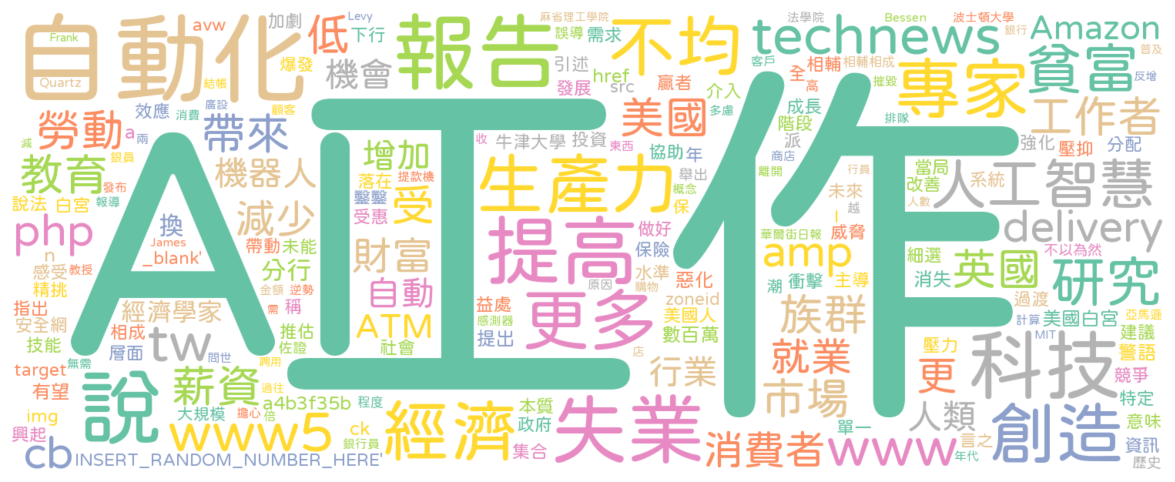 Frank
自動化
avw
加劇
低
下行
Levy
報告
麻省理工學院
誤導
需求
不均
法學院
客戶
Bessen
technews
波士頓大學
銀行
Amazon
普及
Quartz
結帳
爆發
機會
引述
href
src
發展
贏者
介入
全
高
相輔
相輔相成
摧毀
專家
貧富
反增
勞動
a
兩
效應
消費
廣設
顧客
帶來
牛津大學
投資
收
東西
美國
多慮
成長
階段
派
排隊
工作者
強化
壓抑
分配
教育
減
銀員
發布
報導
說法
白宮
機器人
增加
落在
提款機
鑿鑿
受惠
受
AI
工作
生產力
協助
年
概念
舉出
保
商店
離開
行員
未來
越
當局
改善
人數
系統
人工智慧
php
換
James
_blank'
減少
帶動
未能
財富
提高
做好
保險
華爾街日報
威脅
細選
不以為然
delivery
n
感受
教授
精挑
分行
金額
逆勢
稱
自動
更多
原因
水準
購物
惡化
amp
衝擊
主導
消失
英國
研究
指出
安全網
技能
經濟學家
需
推估
佐證
ATM
社會
益處
感測器
提出
zoneid
美國人
數百萬
潮
族群
過渡
計算
美國白宮
亞馬遜
MIT
建議
tw
相成
層面
問世
無需
店
行業
就業
更
壓力
科技
警語
競爭
target
有望
說
薪資
聘用
過往
a4b3f35b
程度
經濟
本質
政府
失業
市場
人類
單一
特定
創造
意味
img
興起
大規模
擔心
倍
www5
ck
銀行員
集合
消費者
www
言之
年代
資訊
歷史
cb
INSERT_RANDOM_NUMBER_HERE'